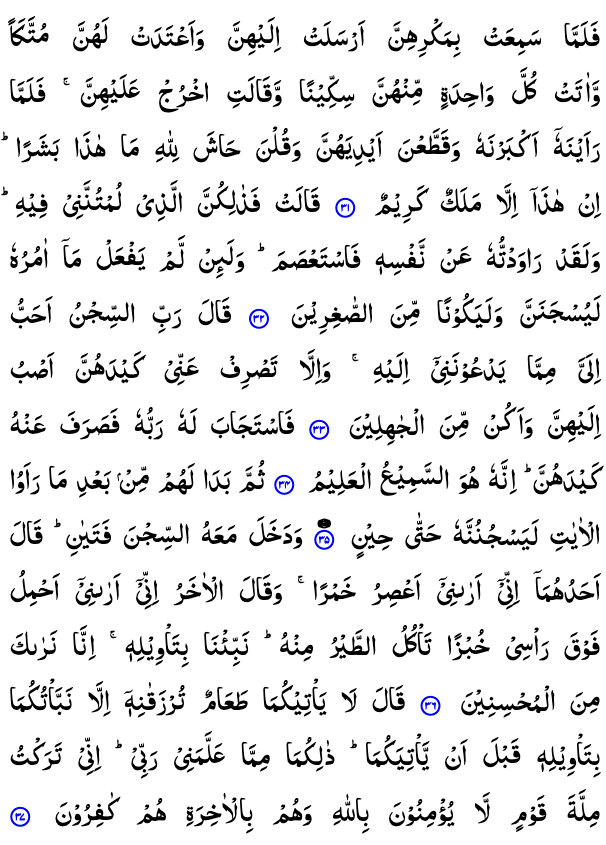 فَلَمَّا سَمِعَتۡ بِمَكۡرِهِنَّ اَرۡسَلَتۡ اِلَيۡهِنَّ وَاَعۡتَدَتۡ لَهُنَّ مُتَّكَاً
وَّاٰتَتۡ كُلَّ وَاحِدَةٍ مِّنۡهُنَّ سِكِّيۡنًا وَّقَالَتِ اخۡرُجۡ عَلَيۡهِنَّ‌ ۚ فَلَمَّا
رَاَيۡنَهٗۤ اَكۡبَرۡنَهٗ وَقَطَّعۡنَ اَيۡدِيَهُنَّ وَقُلۡنَ حَاشَ لِلّٰهِ مَا هٰذَا بَشَرًا ؕ
اِنۡ هٰذَاۤ اِلَّا مَلَكٌ كَرِيۡمٌ‏ ﴿۳۱﴾ قَالَتۡ فَذٰلِكُنَّ الَّذِىۡ لُمۡتُنَّنِىۡ فِيۡهِ‌ؕ
وَلَقَدۡ رَاوَدْتُّهٗ عَنۡ نَّفۡسِهٖ فَاسۡتَعۡصَمَ‌ؕ وَلَئِنۡ لَّمۡ يَفۡعَلۡ مَاۤ اٰمُرُهٗ
لَيُسۡجَنَنَّ وَلَيَكُوۡنًا مِّنَ الصّٰغِرِيۡنَ‏ ﴿۳۲﴾ قَالَ رَبِّ السِّجۡنُ اَحَبُّ
اِلَىَّ مِمَّا يَدۡعُوۡنَنِىۡۤ اِلَيۡهِ‌ۚ وَاِلَّا تَصۡرِفۡ عَنِّىۡ كَيۡدَهُنَّ اَصۡبُ
اِلَيۡهِنَّ وَاَكُنۡ مِّنَ الۡجٰهِلِيۡنَ‏ ﴿۳۳﴾ فَاسۡتَجَابَ لَهٗ رَبُّهٗ فَصَرَفَ عَنۡهُ
كَيۡدَهُنَّ‌ؕ اِنَّهٗ هُوَ السَّمِيۡعُ الۡعَلِيۡمُ‏ ﴿۳۴﴾ ثُمَّ بَدَا لَهُمۡ مِّنۡۢ بَعۡدِ مَا رَاَوُا
الۡاٰيٰتِ لَيَسۡجُنُنَّهٗ حَتّٰى حِيۡنٍ ﴿۳۵﴾ وَدَخَلَ مَعَهُ السِّجۡنَ فَتَيٰنِ‌ؕ قَالَ
اَحَدُهُمَاۤ اِنِّىۡۤ اَرٰٮنِىۡۤ اَعۡصِرُ خَمۡرًا‌ ۚ وَقَالَ الۡاٰخَرُ اِنِّىۡۤ اَرٰٮنِىۡۤ اَحۡمِلُ
فَوۡقَ رَاۡسِىۡ خُبۡزًا تَاۡكُلُ الطَّيۡرُ مِنۡهُ‌ ؕ نَبِّئۡنَا بِتَاۡوِيۡلِهٖ ۚ اِنَّا نَرٰٮكَ
مِنَ الۡمُحۡسِنِيۡنَ‏ ﴿۳۶﴾ قَالَ لَا يَاۡتِيۡكُمَا طَعَامٌ تُرۡزَقٰنِهٖۤ اِلَّا نَبَّاۡتُكُمَا
بِتَاۡوِيۡلِهٖ قَبۡلَ اَنۡ يَّاۡتِيَكُمَا‌ ؕ ذٰلِكُمَا مِمَّا عَلَّمَنِىۡ رَبِّىۡ ؕ اِنِّىۡ تَرَكۡتُ
مِلَّةَ قَوۡمٍ لَّا يُؤۡمِنُوۡنَ بِاللّٰهِ وَهُمۡ بِالۡاٰخِرَةِ هُمۡ كٰفِرُوۡنَ‏ ﴿۳۷﴾